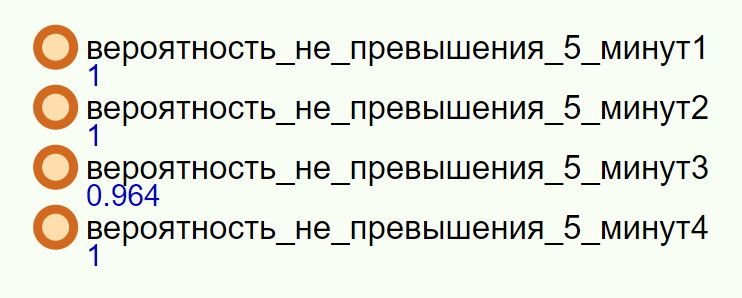 вероятность_не_превышения_5_минут1
1
вероятность_не_превышения_5_минут2
1
вероятность_не_превышения_5_минут3
0.964
вероятность_не_превышения_5_минут4
1